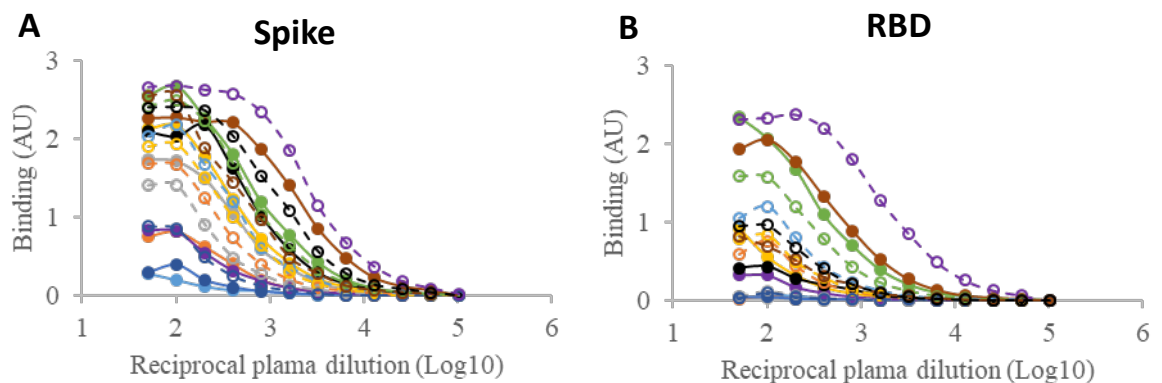 A Spike
3
2
1
0
Binding (AU)
1 2 3 4 5 6
Reciprocal plama dilution (Log10)
B RBD
3
2
1
0
Binding (AU)
1 2 3 4 5 6
Reciprocal plama dilution (Log10)